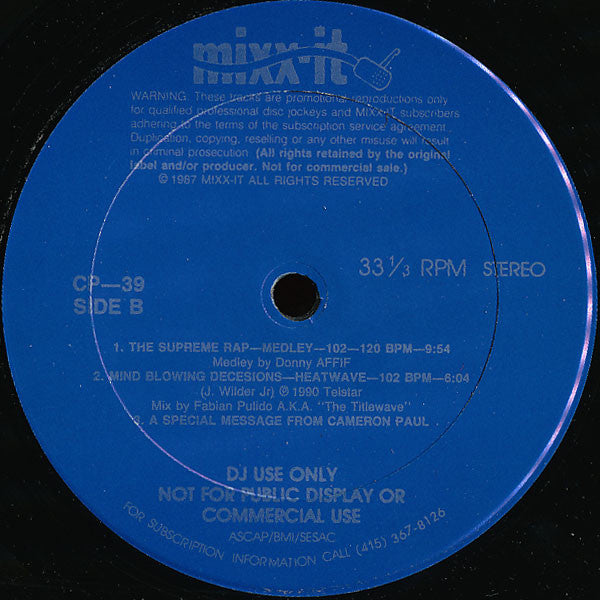 mixx-it
WARNING: These tracks are promotional reproductions only
for qualified professional disc jockeys and MIXX-IT subscribers
adhering to the terms of the subscription service agreement.
Duplication, copying, reselling or any other misuse will result
in criminal prosecution. (All rights retained by the original
label and/or producer. Not for commercial sale.)
© 1987 MIXX-IT ALL RIGHTS RESERVED
33 1/3 RPM STEREO
CP—39
SIDE B
1. THE SUPREME RAP—MEDLEY—102—120 BPM—9:54
Medley by Donny AFFIF
2. MIND BLOWING DECESIONS—HEATWAVE—102 BPM—6:04
(J. Wilder Jr) ℗ 1990 Telstar
Mix by Fabian Pulido A.K.A. "The Titlewave"
3. A SPECIAL MESSAGE FROM CAMERON PAUL
DJ USE ONLY
NOT FOR PUBLIC DISPLAY OR
COMMERCIAL USE
ASCAP/BMI/SESAC
FOR SUBSCRIPTION INFORMATION CALL (415) 367-8126